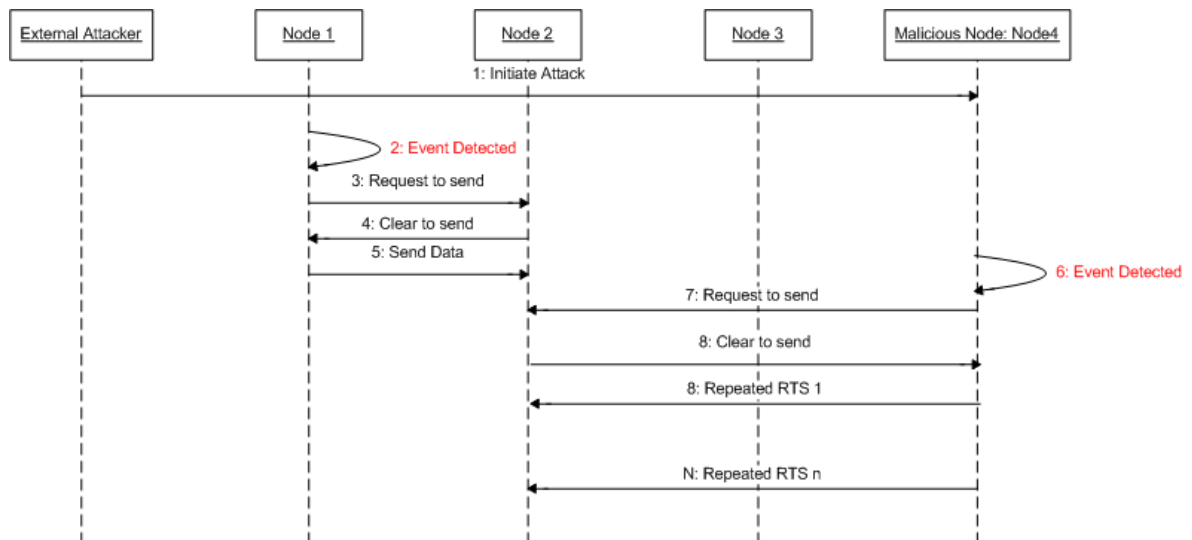 External Attacker
Node 1
Node 2
Node 3
Malicious Node: Node4
1: Initiate Attack
2: Event Detected
3: Request to send
4: Clear to send
5: Send Data
6: Event Detected
7: Request to send
8: Clear to send
8: Repeated RTS 1
N: Repeated RTS n